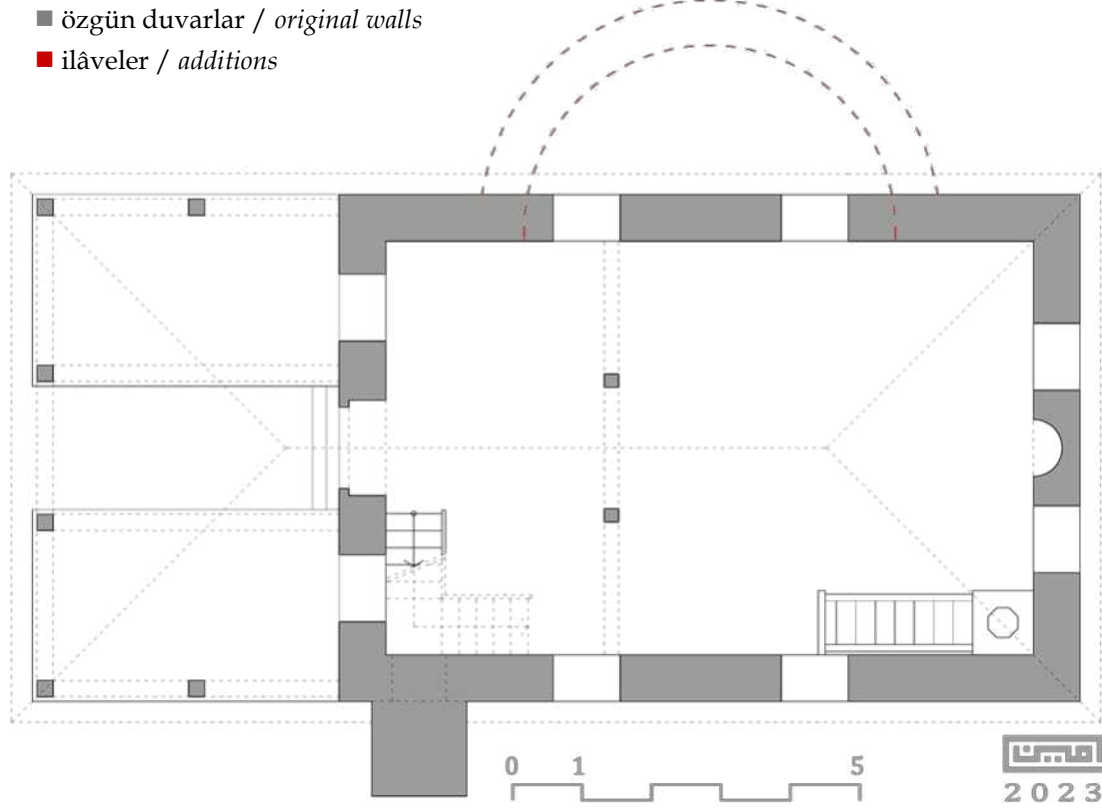 özgün duvarlar / original walls
ilâveler / additions
0 1 5
2023